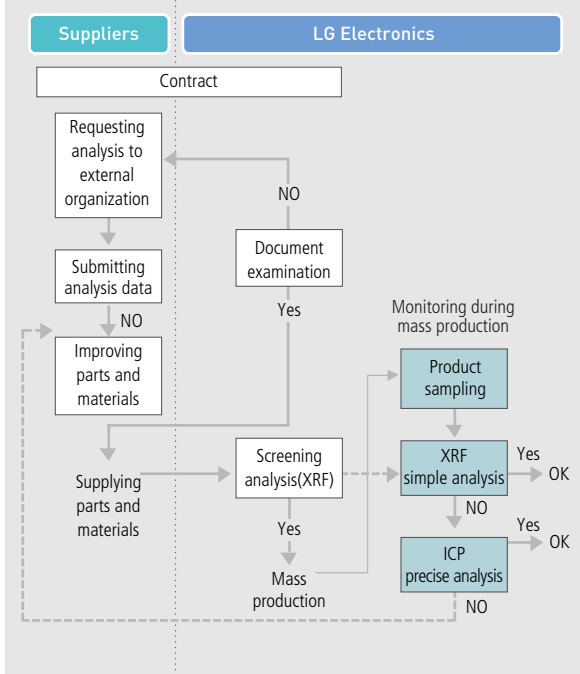 Suppliers
LG Electronics
Contract
Requesting
analysis to
external
organization
NO
Document
examination
Submitting
analysis data
NO
Yes
Improving
parts and
materials
Monitoring during
mass production
Product
sampling
Supplying
parts and
materials
Screening
analysis(XRF)
XRF
simple analysis
Yes
OK
Yes
NO
Mass
production
ICP
precise analysis
Yes
OK
NO